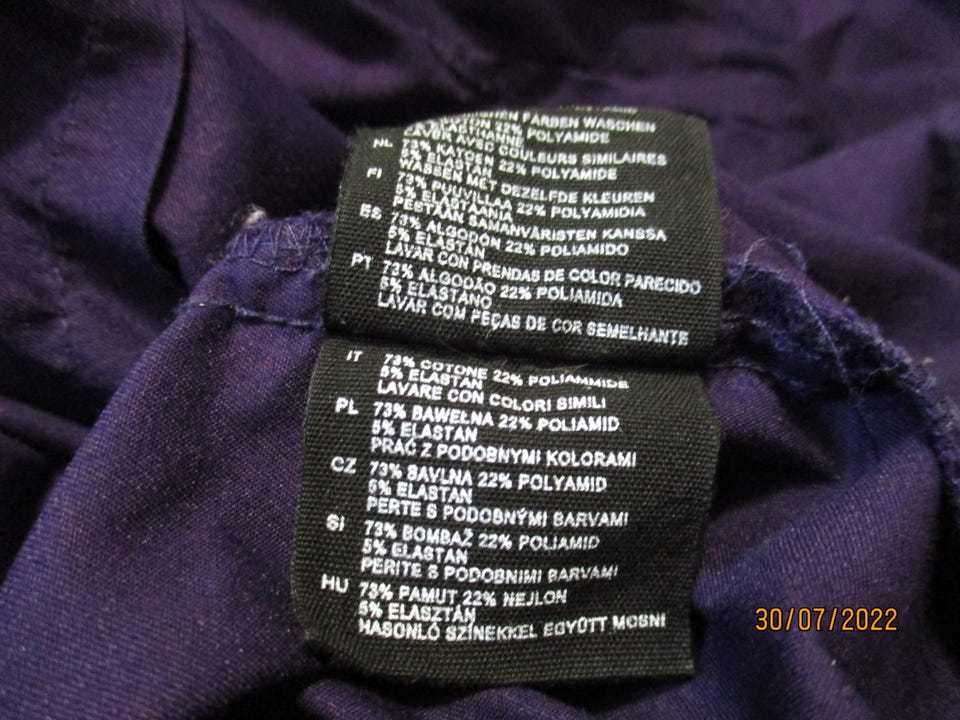 FARBEN WASCHEN
22% POLYAMIDE
LAVER AVEC COULEURS SIMILAIRES
NL 73% KATOEN 22% POLYAMIDE
5% ELASTAN
WASSEN MET DEZELFDE KLEUREN
FI 73% PUUVILLAA 22% POLYAMIDIA
5% ELASTAANIA
PESTÄÄN SAMANVÄRISTEN KANSSA
ES 73% ALGODON 22% POLIAMIDO
5% ELASTAN
LAVAR CON PRENDAS DE COLOR PARECIDO
PT 73% ALGODÃO 22% POLIAMIDA
5% ELASTANO
LAVAR COM PEÇAS DE COR SEMELHANTE
IT 73% COTONE 22% POLIAMMIDE
5% ELASTAN
LAVARE CON COLORI SIMILI
PL 73% BAWEŁNA 22% POLIAMID
5% ELASTAN
PRAĆ Z PODOBNYMI KOLORAMI
CZ 73% BAVLNA 22% POLYAMID
5% ELASTAN
PERTE S PODOBNÝMI BARVAMI
SI 73% BOMBAŽ 22% POLIAMID
5% ELASTAN
PERITE S PODOBNIMI BARVAMI
HU 73% PAMUT 22% NEJLON
5% ELASZTÁN
HASONLÓ SZÍNEKKEL EGYÜTT MOSNI
30/07/2022